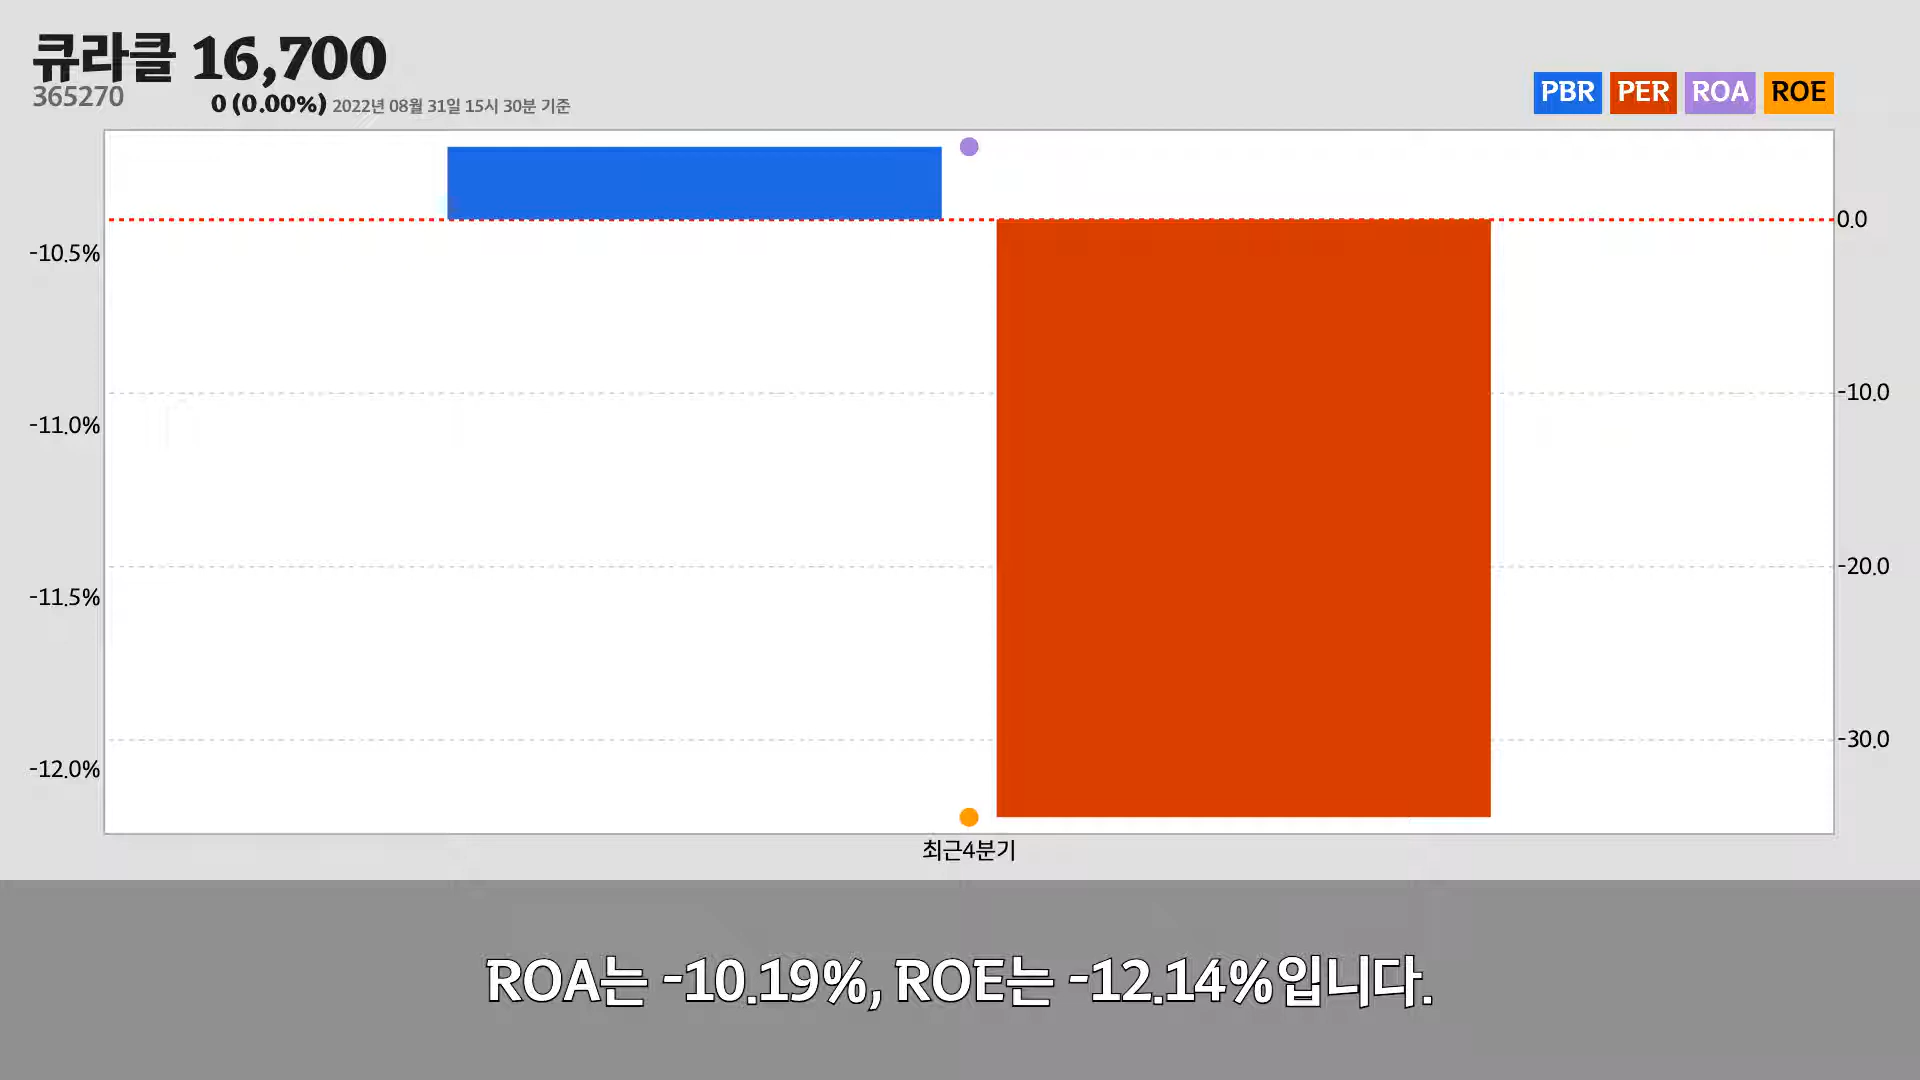 큐라클 16,700
365270
0 (0.00%) 2022년 08월 31일 15시 30분 기준
PBR PER ROA ROE
0.0
-10.5%
-10.0
-11.0%
-20.0
-11.5%
-30.0
-12.0%
최근4분기
ROA는 -10.19%, ROE는 -12.14%입니다.